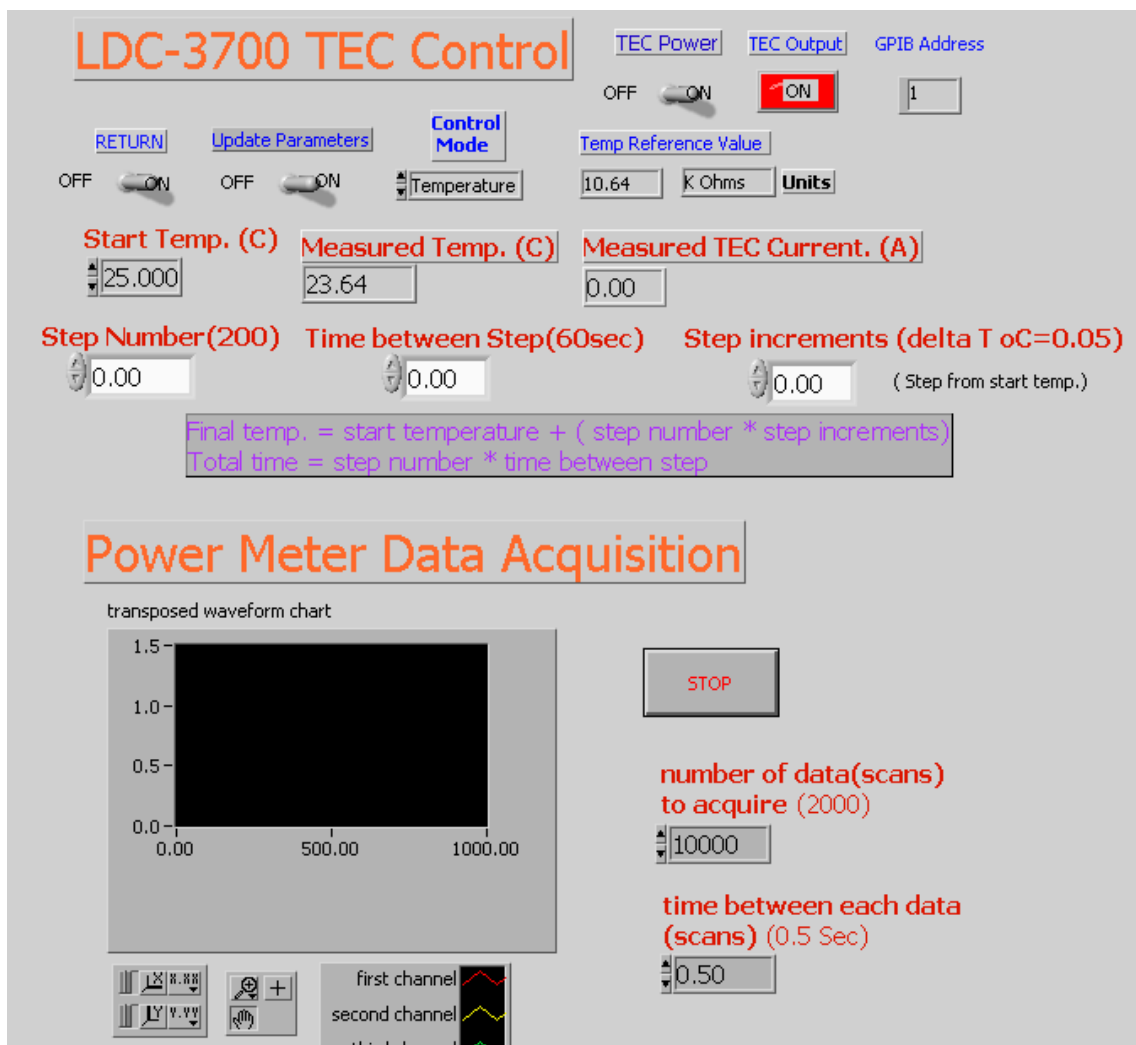 LDC-3700 TEC Control
TEC Power
TEC Output
GPIB Address
OFF
ON
ON
1
RETURN
Update Parameters
Control
Mode
Temp Reference Value
OFF
ON
OFF
ON
Temperature
10.64
K Ohms
Units
Start Temp. (C)
Measured Temp. (C)
Measured TEC Current. (A)
25.000
23.64
0.00
Step Number(200)
Time between Step(60sec)
Step increments (delta T oC=0.05)
0.00
0.00
0.00
( Step from start temp.)
Final temp. = start temperature + ( step number * step increments)
Total time = step number * time between step
Power Meter Data Acquisition
transposed waveform chart
1.5
1.0
0.5
0.0
0.00
500.00
1000.00
STOP
number of data(scans)
to acquire (2000)
10000
time between each data
(scans) (0.5 Sec)
0.50
X
8.88
Y
Y.YY
first channel
second channel